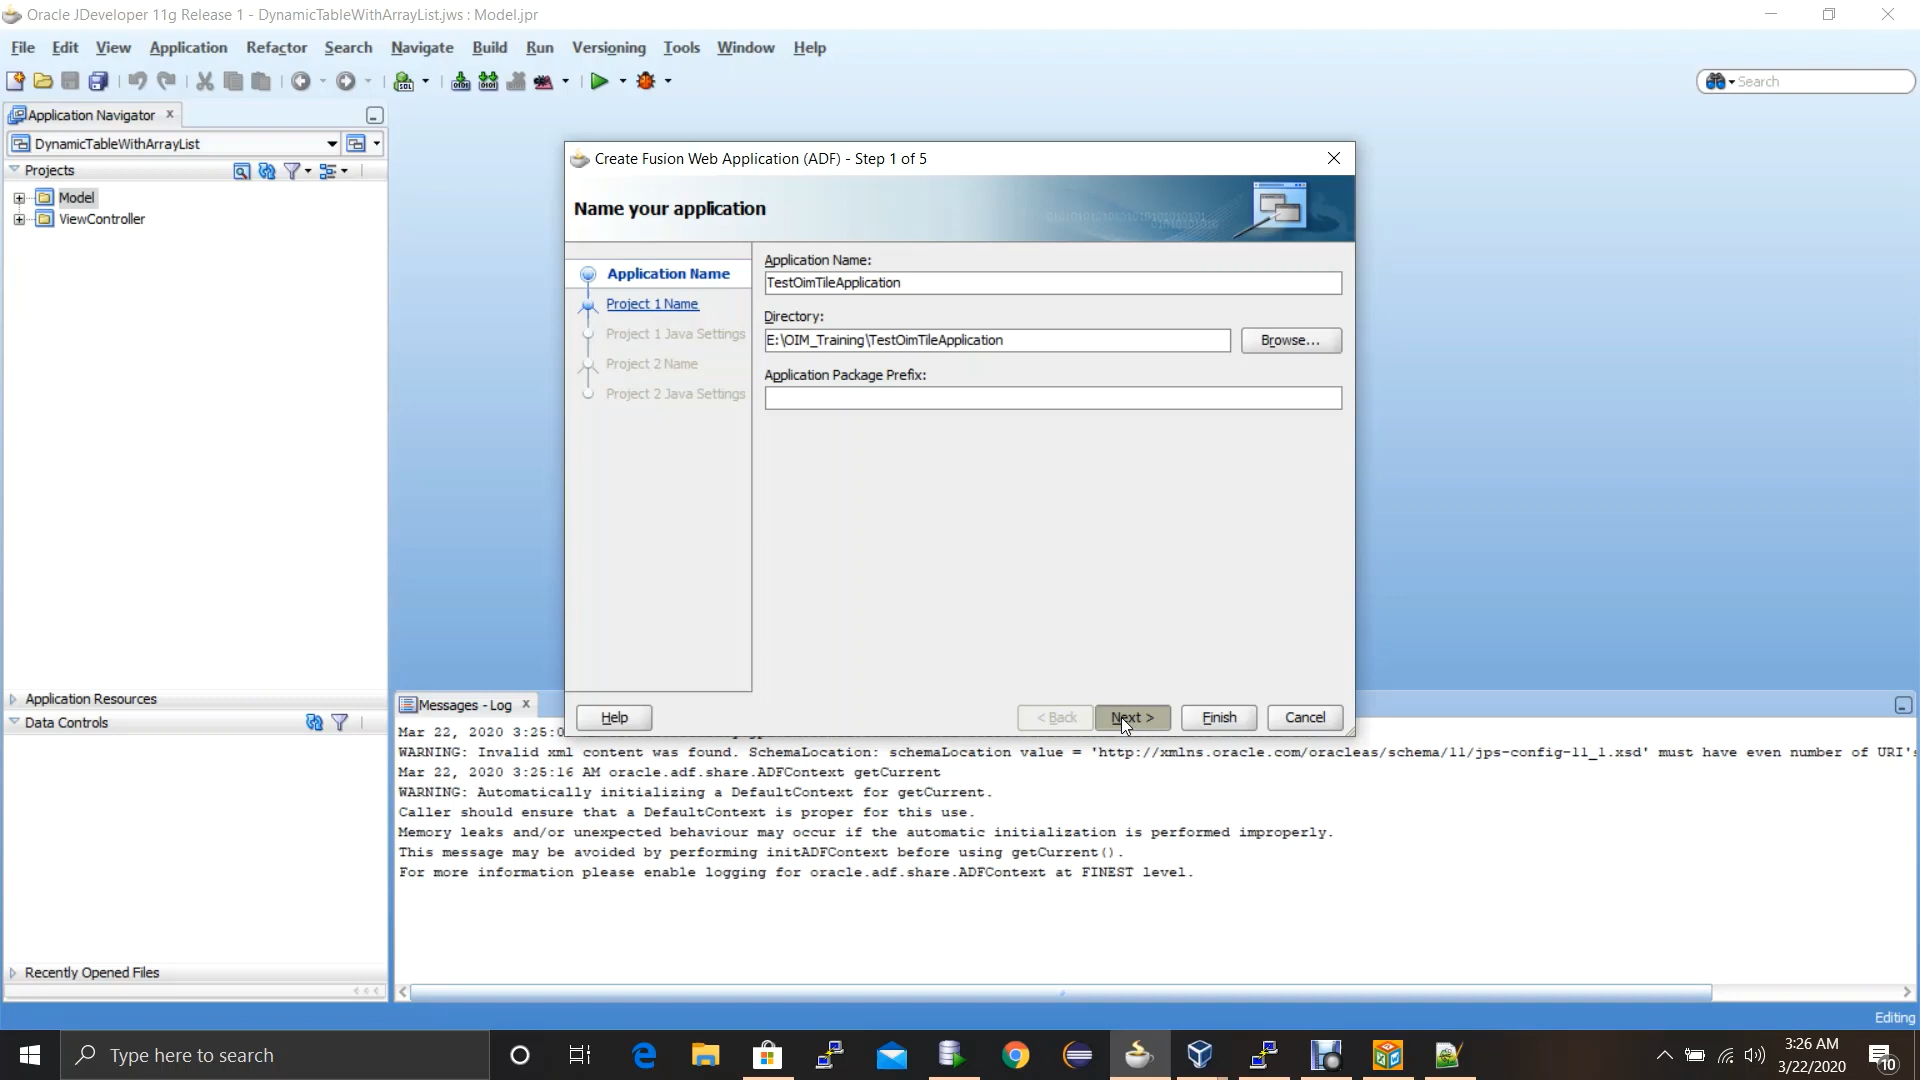 Oracle JDeveloper 11g Release 1 - DynamicTableWithArrayList.jws : Model.jpr
File Edit View Application Refactor Search Navigate Build Run Versioning Tools Window Help
Search
Application Navigator
DynamicTableWithArrayList
Projects
Model
ViewController
Create Fusion Web Application (ADF) - Step 1 of 5
Name your application
Application Name
Project 1 Name
Project 1 Java Settings
Project 2 Name
Project 2 Java Settings
Application Name:
TestOimTileApplication
Directory:
E:\OIM_Training\TestOimTileApplication
Browse...
Application Package Prefix:
Help
< Back
Next >
Finish
Cancel
Application Resources
Data Controls
Recently Opened Files
Messages - Log
Mar 22, 2020 3:25:0
WARNING: Invalid xml content was found. SchemaLocation: schemaLocation value = 'http://xmlns.oracle.com/oracleas/schema/11/jps-config-11_1.xsd' must have even number of URI's
Mar 22, 2020 3:25:16 AM oracle.adf.share.ADFContext getCurrent
WARNING: Automatically initializing a DefaultContext for getCurrent.
Caller should ensure that a DefaultContext is proper for this use.
Memory leaks and/or unexpected behaviour may occur if the automatic initialization is performed improperly.
This message may be avoided by performing initADFContext before using getCurrent().
For more information please enable logging for oracle.adf.share.ADFContext at FINEST level.
Editing
Type here to search
3:26 AM
3/22/2020
10